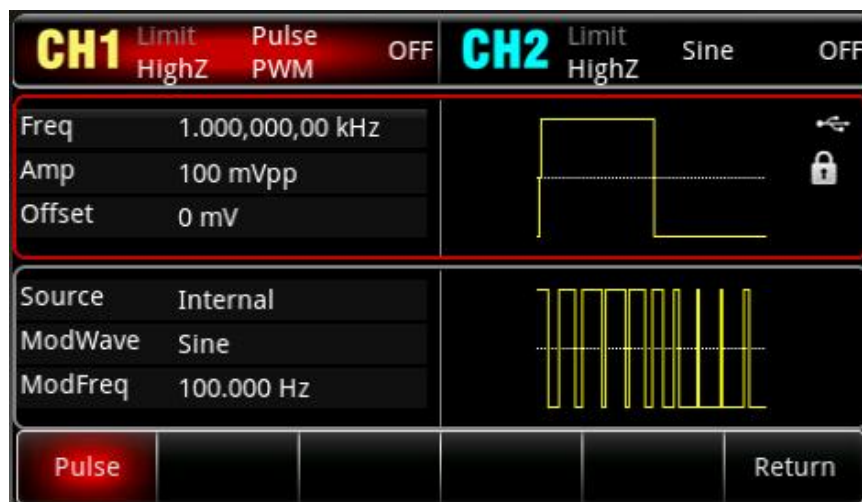 CH1 Limit Pulse OFF CH2 Limit Sine OFF
HighZ PWM HighZ
Freq 1.000,000,00 kHz
Amp 100 mVpp
Offset 0 mV
Source Internal
ModWave Sine
ModFreq 100.000 Hz
Pulse Return